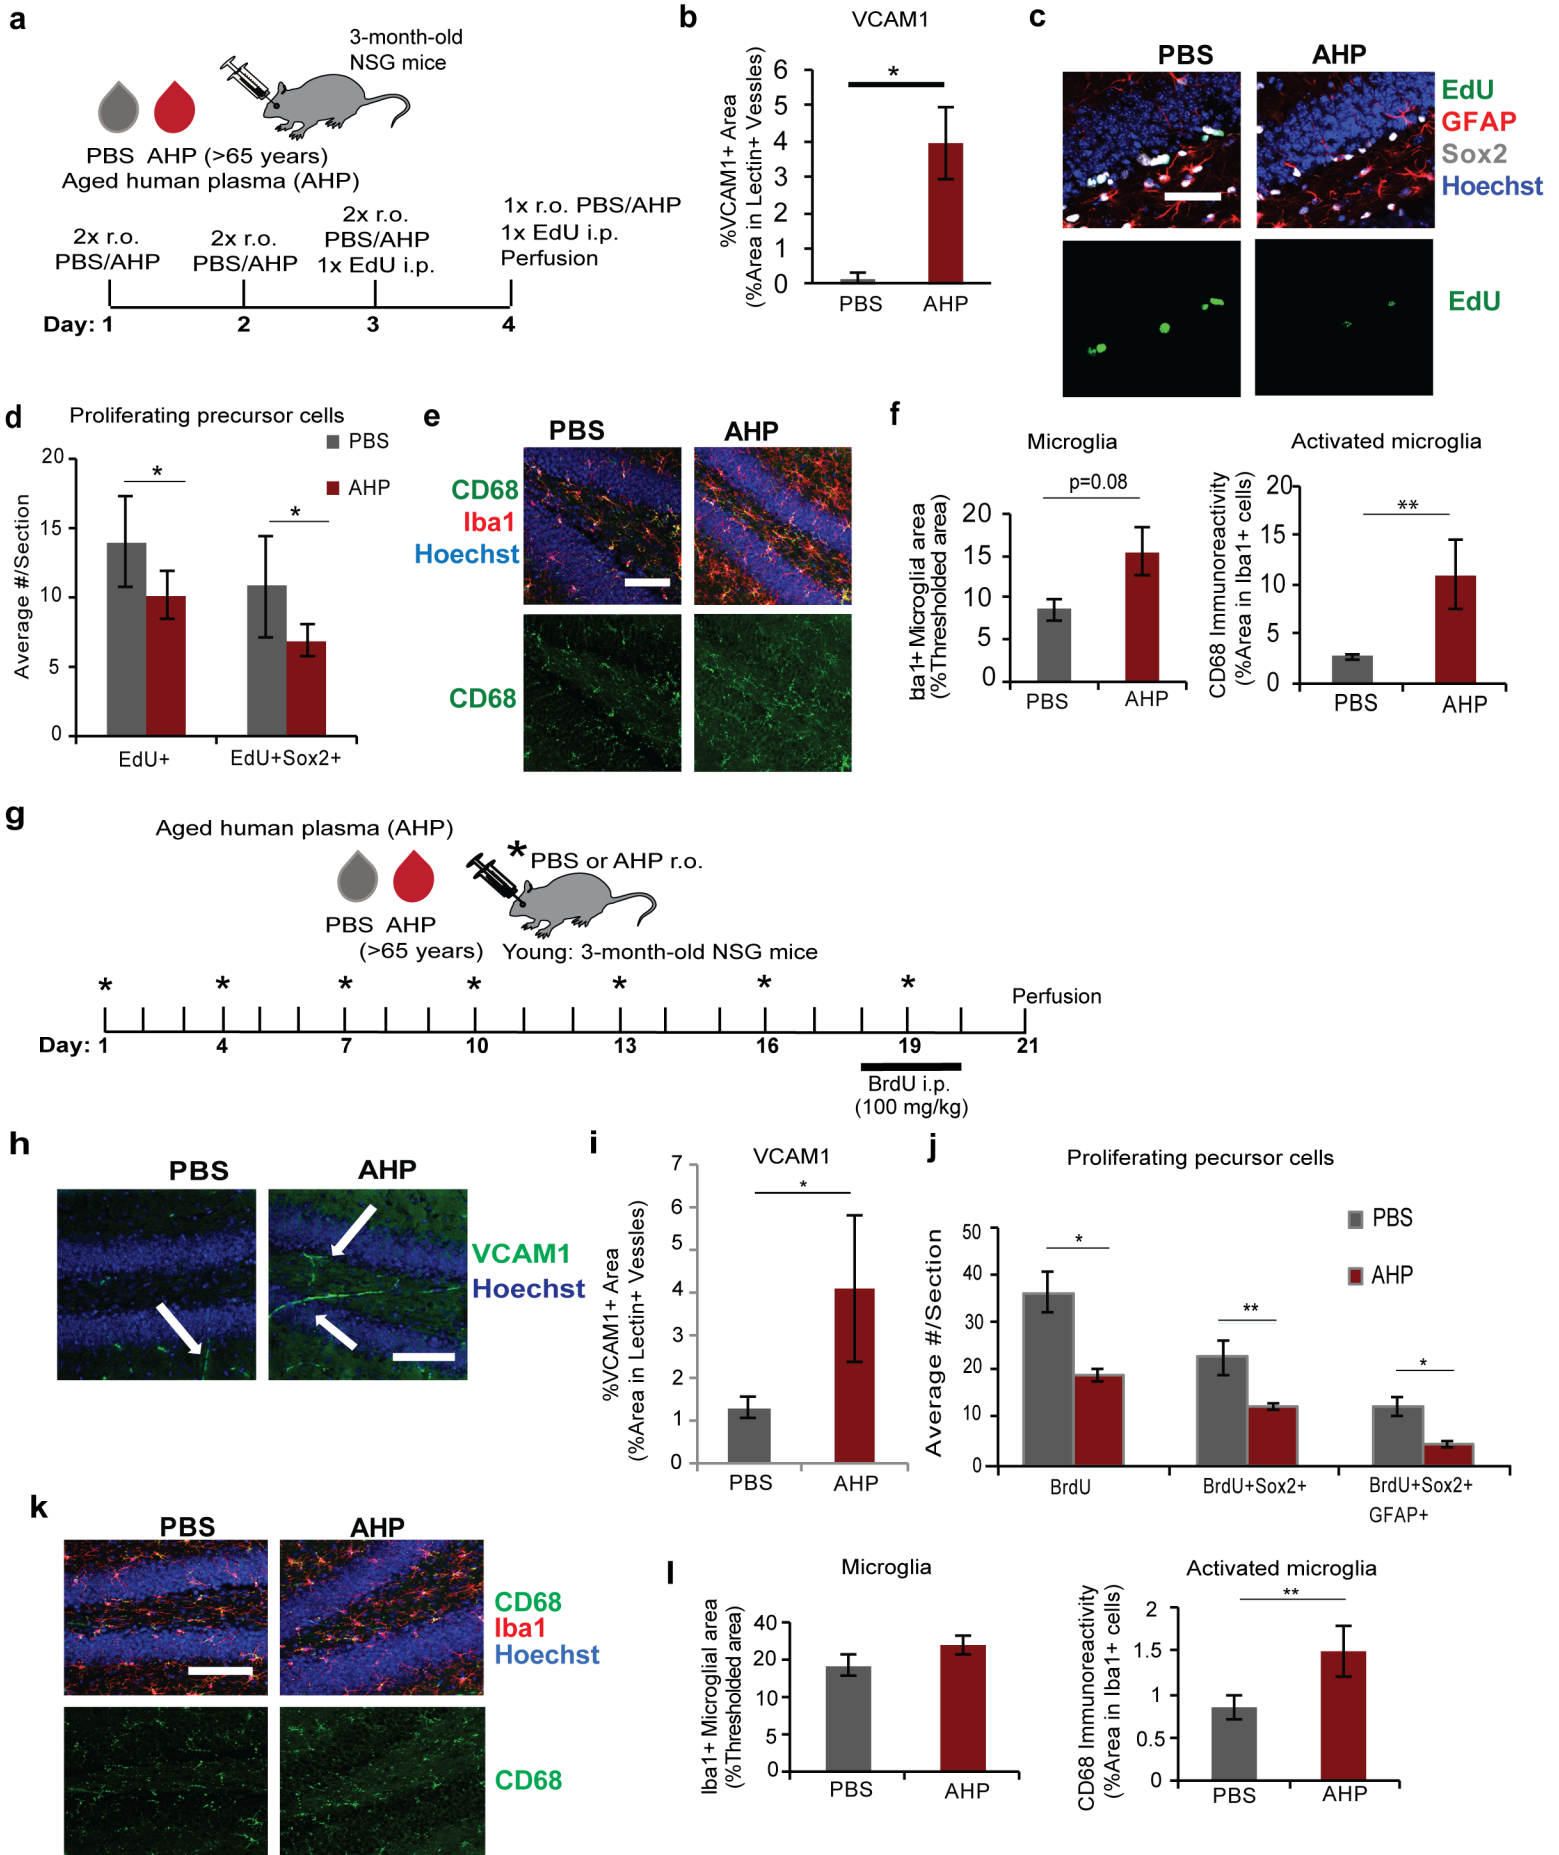 a
3-month-old
NSG mice
PBS AHP (>65 years)
Aged human plasma (AHP)
2x r.o.
PBS/AHP
2x r.o.
PBS/AHP
2x r.o.
PBS/AHP
1x EdU i.p.
1x r.o. PBS/AHP
1x EdU i.p.
Perfusion
Day: 1 2 3 4
b
VCAM1
%VCAM1+ Area
(%Area in Lectin+ Vessles)
6
5
4
3
2
1
0
*
PBS AHP
c
PBS AHP
EdU
GFAP
Sox2
Hoechst
EdU
d
Proliferating precursor cells
PBS
AHP
Average #/Section
20
15
10
5
0
* *
EdU+ EdU+Sox2+
e
PBS AHP
CD68
Iba1
Hoechst
CD68
f
Microglia
p=0.08
ba1+ Microglial area
(%Thresholded area)
20
15
10
5
0
PBS AHP
Activated microglia
**
CD68 Immunoreactivity
(%Area in Iba1+ cells)
20
15
10
5
0
PBS AHP
g
Aged human plasma (AHP)
* PBS or AHP r.o.
PBS AHP
(>65 years) Young: 3-month-old NSG mice
* * * * * * *
Perfusion
Day: 1 4 7 10 13 16 19 21
BrdU i.p.
(100 mg/kg)
h
PBS AHP
VCAM1
Hoechst
i
VCAM1
%VCAM1+ Area
(%Area in Lectin+ Vessles)
7
6
5
4
3
2
1
0
*
PBS AHP
j
Proliferating pecursor cells
PBS
AHP
Average #/Section
50
40
30
20
10
0
* ** *
BrdU BrdU+Sox2+ BrdU+Sox2+
GFAP+
k
PBS AHP
CD68
Iba1
Hoechst
CD68
l
Microglia
Iba1+ Microglial area
(%Thresholded area)
40
20
10
5
0
PBS AHP
Activated microglia
**
CD68 Immunoreactivity
(%Area in Iba1+ cells)
2
1.5
1
0.5
0
PBS AHP